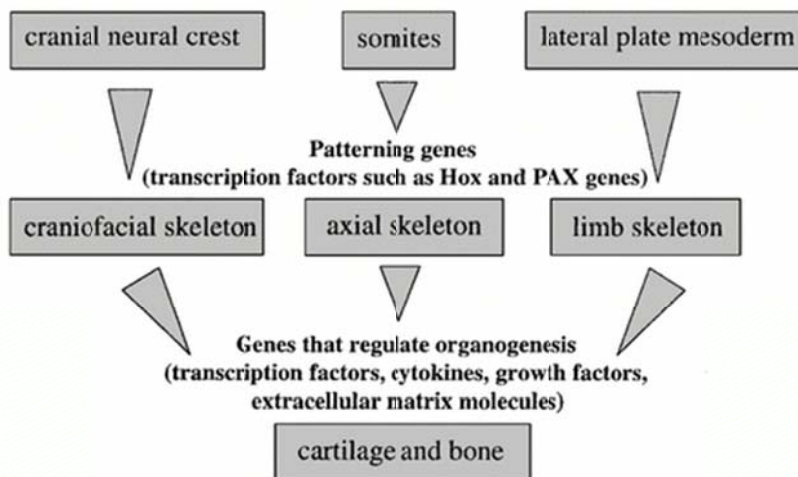 cranial neural crest
somites
lateral plate mesoderm
Patterning genes
(transcription factors such as Hox and PAX genes)
craniofacial skeleton
axial skeleton
limb skeleton
Genes that regulate organogenesis
(transcription factors, cytokines, growth factors,
extracellular matrix molecules)
cartilage and bone